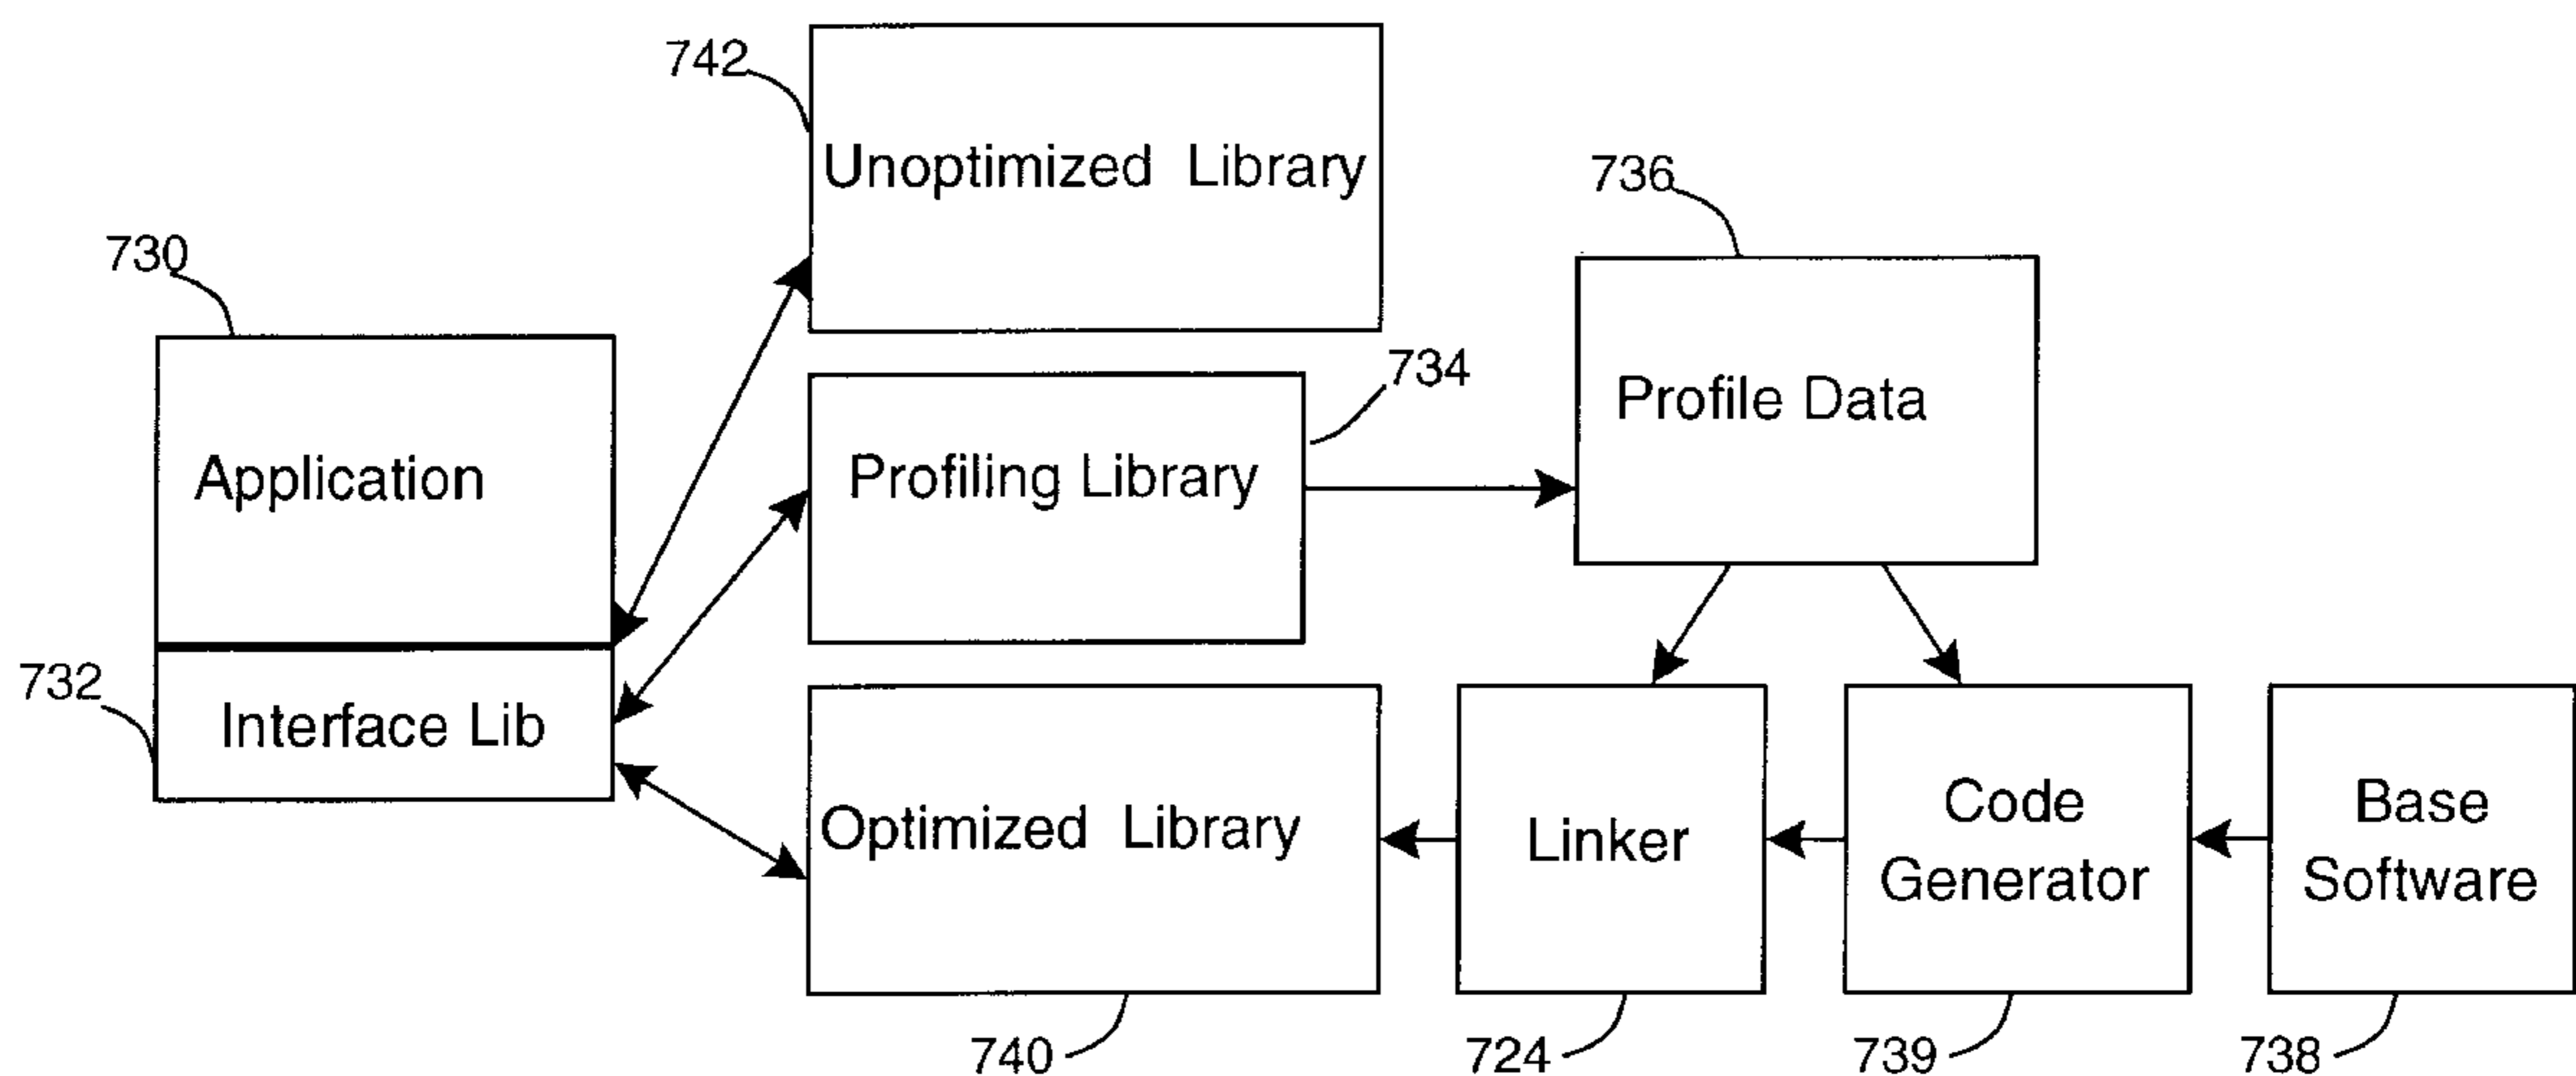 742
Unoptimized Library
736
730
734
Profile Data
Application
Profiling Library
732
Interface Lib
Optimized Library
Linker
Code
Generator
Base
Software
740
724
739
738